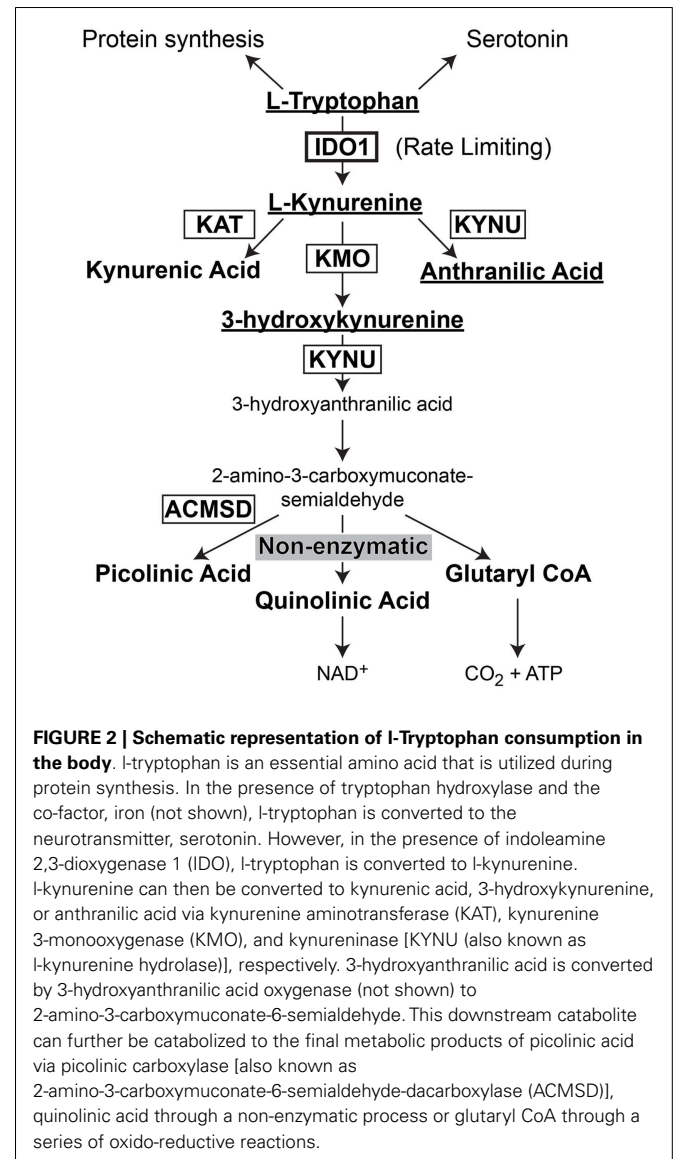 Protein synthesis Serotonin
L-Tryptophan
IDO1 (Rate Limiting)
L-Kynurenine
KAT KYNU
Kynurenic Acid KMO Anthranilic Acid
3-hydroxykynurenine
KYNU
3-hydroxyanthranilic acid
2-amino-3-carboxymuconate-
semialdehyde
ACMSD
Non-enzymatic
Picolinic Acid Glutaryl CoA
Quinolinic Acid
NAD⁺ CO₂ + ATP
FIGURE 2 | Schematic representation of l-Tryptophan consumption in
the body. l-tryptophan is an essential amino acid that is utilized during
protein synthesis. In the presence of tryptophan hydroxylase and the
co-factor, iron (not shown), l-tryptophan is converted to the
neurotransmitter, serotonin. However, in the presence of indoleamine
2,3-dioxygenase 1 (IDO), l-tryptophan is converted to l-kynurenine.
l-kynurenine can then be converted to kynurenic acid, 3-hydroxykynurenine,
or anthranilic acid via kynurenine aminotransferase (KAT), kynurenine
3-monooxygenase (KMO), and kynureninase [KYNU (also known as
l-kynurenine hydrolase)], respectively. 3-hydroxyanthranilic acid is converted
by 3-hydroxyanthranilic acid oxygenase (not shown) to
2-amino-3-carboxymuconate-6-semialdehyde. This downstream catabolite
can further be catabolized to the final metabolic products of picolinic acid
via picolinic carboxylase [also known as
2-amino-3-carboxymuconate-6-semialdehyde-dacarboxylase (ACMSD)],
quinolinic acid through a non-enzymatic process or glutaryl CoA through a
series of oxido-reductive reactions.